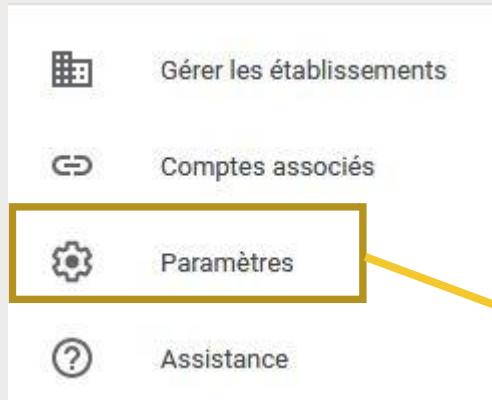 Gérer les établissements
Comptes associés
Paramètres
Assistance